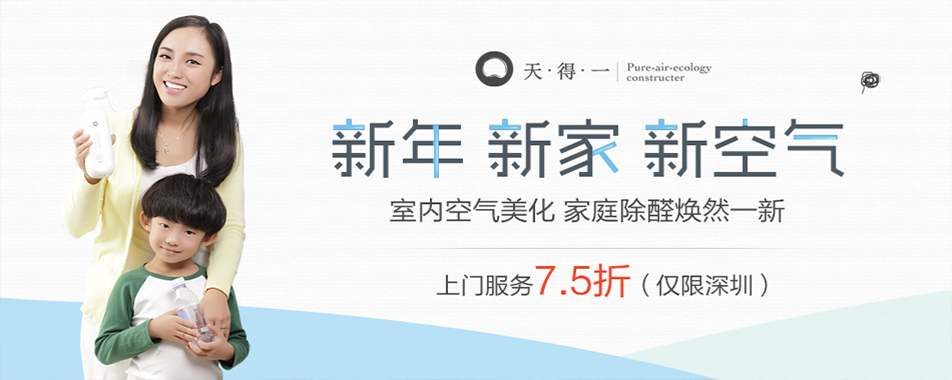 天·得·一
Pure-air-ecology
constructer
新年 新家 新空气
室内空气美化 家庭除醛焕然一新
上门服务7.5折（仅限深圳）